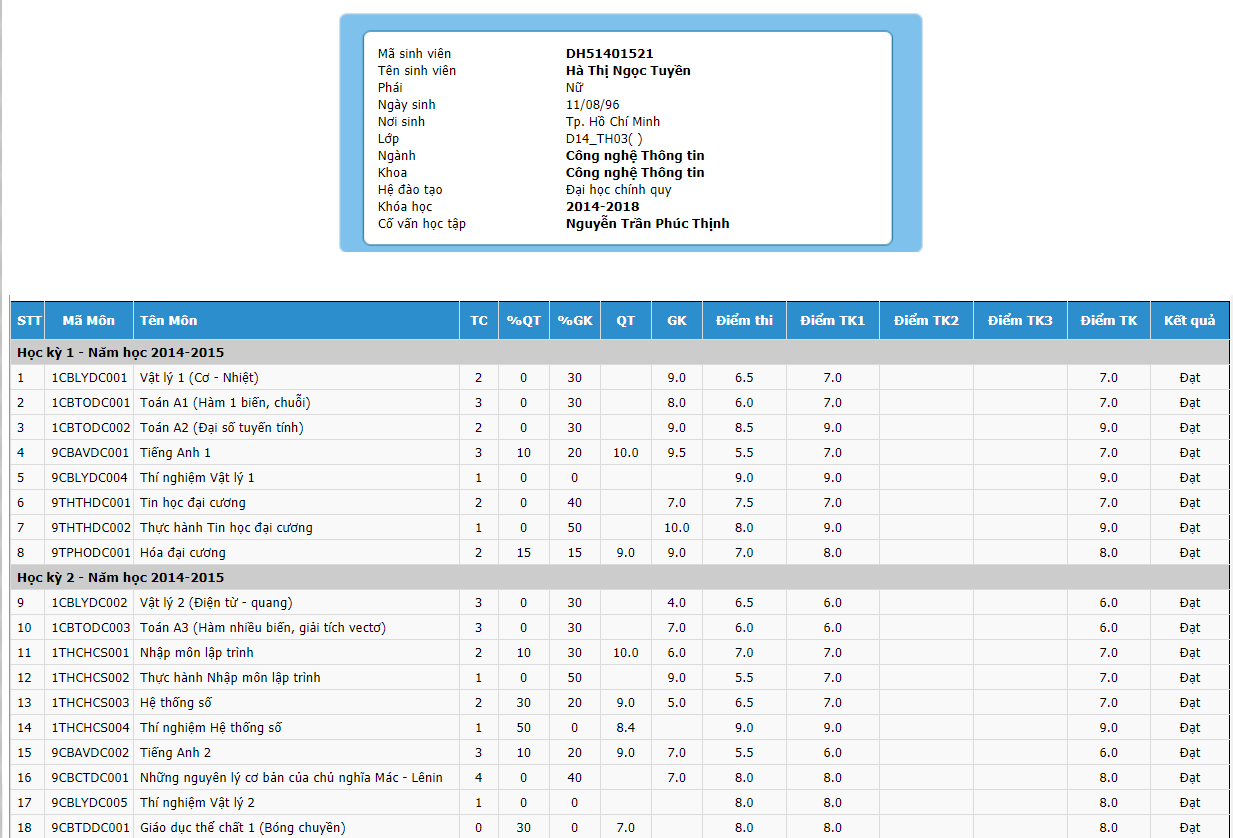 Mã sinh viên DH51401521
Tên sinh viên Hà Thị Ngọc Tuyền
Phái Nữ
Ngày sinh 11/08/96
Nơi sinh Tp. Hồ Chí Minh
Lớp D14_TH03( )
Ngành Công nghệ Thông tin
Khoa Công nghệ Thông tin
Hệ đào tạo Đại học chính quy
Khóa học 2014-2018
Cố vấn học tập Nguyễn Trần Phúc Thịnh
STT Mã Môn Tên Môn TC %QT %GK QT GK Điểm thi Điểm TK1 Điểm TK2 Điểm TK3 Điểm TK Kết quả
Học kỳ 1 - Năm học 2014-2015
1 1CBLYDC001 Vật lý 1 (Cơ - Nhiệt) 2 0 30 9.0 6.5 7.0 7.0 Đạt
2 1CBTODC001 Toán A1 (Hàm 1 biến, chuỗi) 3 0 30 8.0 6.0 7.0 7.0 Đạt
3 1CBTODC002 Toán A2 (Đại số tuyến tính) 2 0 30 9.0 8.5 9.0 9.0 Đạt
4 9CBAVDC001 Tiếng Anh 1 3 10 20 10.0 9.5 5.5 7.0 7.0 Đạt
5 9CBLYDC004 Thí nghiệm Vật lý 1 1 0 0 9.0 9.0 9.0 Đạt
6 9THTHDC001 Tin học đại cương 2 0 40 7.0 7.5 7.0 7.0 Đạt
7 9THTHDC002 Thực hành Tin học đại cương 1 0 50 10.0 8.0 9.0 9.0 Đạt
8 9TPHODC001 Hóa đại cương 2 15 15 9.0 9.0 7.0 8.0 8.0 Đạt
Học kỳ 2 - Năm học 2014-2015
9 1CBLYDC002 Vật lý 2 (Điện từ - quang) 3 0 30 4.0 6.5 6.0 6.0 Đạt
10 1CBTODC003 Toán A3 (Hàm nhiều biến, giải tích vectơ) 3 0 30 7.0 6.0 6.0 6.0 Đạt
11 1THCHCS001 Nhập môn lập trình 2 10 30 10.0 6.0 7.0 7.0 7.0 Đạt
12 1THCHCS002 Thực hành Nhập môn lập trình 1 0 50 9.0 5.5 7.0 7.0 Đạt
13 1THCHCS003 Hệ thống số 2 30 20 9.0 5.0 6.5 7.0 7.0 Đạt
14 1THCHCS004 Thí nghiệm Hệ thống số 1 50 0 8.4 9.0 9.0 9.0 Đạt
15 9CBAVDC002 Tiếng Anh 2 3 10 20 9.0 7.0 5.5 6.0 6.0 Đạt
16 9CBCTDC001 Những nguyên lý cơ bản của chủ nghĩa Mác - Lênin 4 0 40 7.0 8.0 8.0 8.0 Đạt
17 9CBLYDC005 Thí nghiệm Vật lý 2 1 0 0 8.0 8.0 8.0 Đạt
18 9CBTDDC001 Giáo dục thể chất 1 (Bóng chuyền) 0 30 0 7.0 8.0 8.0 8.0 Đạt